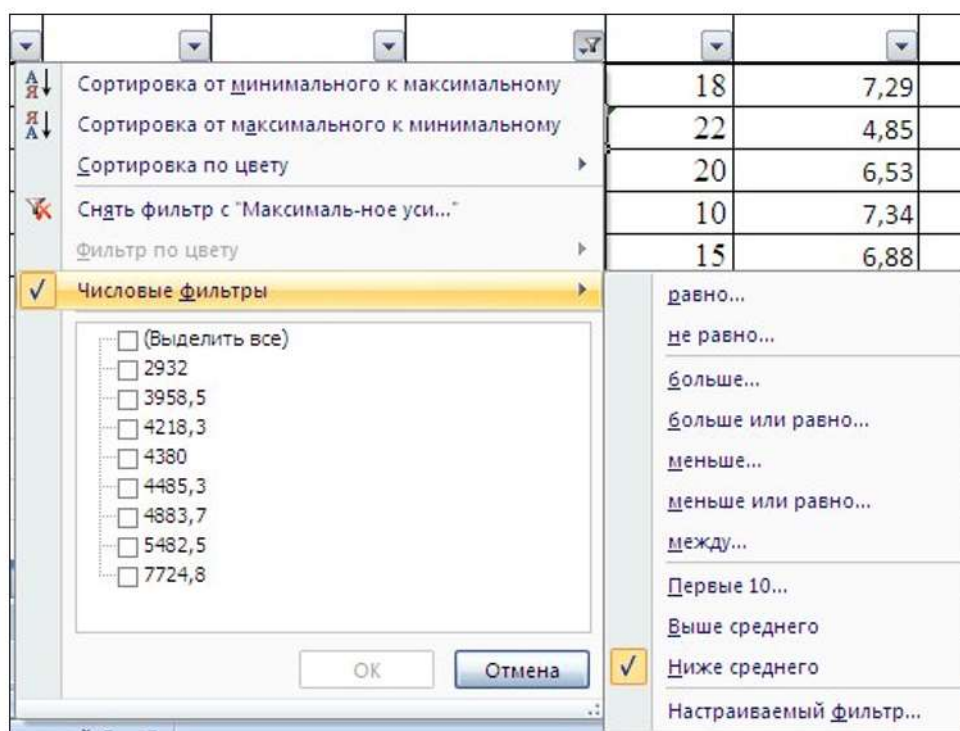 18 7,29
22 4,85
20 6,53
10 7,34
15 6,88
Сортировка от минимального к максимальному
Сортировка от максимального к минимальному
Сортировка по цвету
Снять фильтр с "Максималь-ное уси..."
Фильтр по цвету
Числовые фильтры
(Выделить все)
2932
3958,5
4218,3
4380
4485,3
4883,7
5482,5
7724,8
ОК Отмена
равно...
не равно...
больше...
больше или равно...
меньше...
меньше или равно...
между...
Первые 10...
Выше среднего
Ниже среднего
Настраиваемый фильтр...